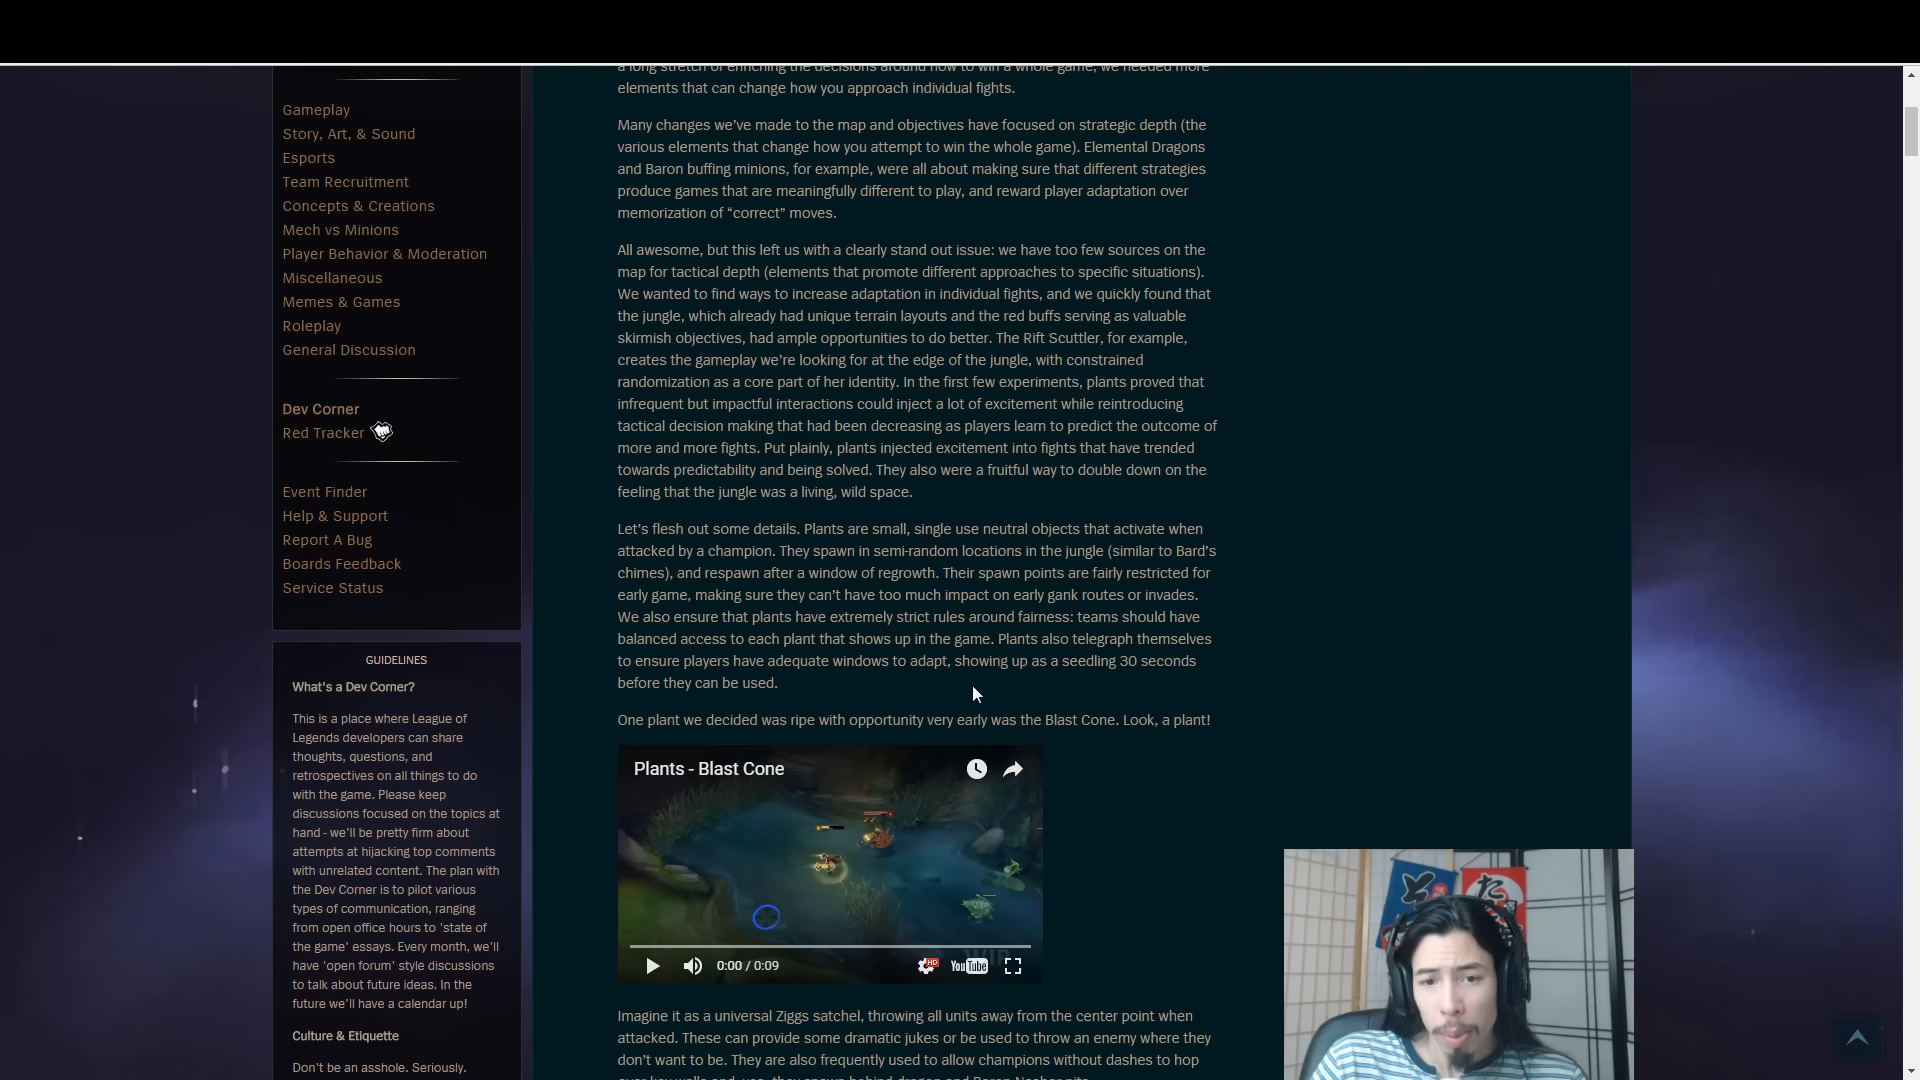 Gameplay
Story, Art, & Sound
Esports
Team Recruitment
Concepts & Creations
Mech vs Minions
Player Behavior & Moderation
Miscellaneous
Memes & Games
Roleplay
General Discussion
Dev Corner
Red Tracker
Event Finder
Help & Support
Report A Bug
Boards Feedback
Service Status
GUIDELINES
What's a Dev Corner?
This is a place where League of
Legends developers can share
thoughts, questions, and
retrospectives on all things to do
with the game. Please keep
discussions focused on the topics at
hand - we'll be pretty firm about
attempts at hijacking top comments
with unrelated content. The plan with
the Dev Corner is to pilot various
types of communication, ranging
from open office hours to 'state of
the game' essays. Every month, we'll
have 'open forum' style discussions
to talk about future ideas. In the
future we'll have a calendar up!
Culture & Etiquette
Don't be an asshole. Seriously.
a long stretch of enriching the decisions around how to win a whole game, we needed more
elements that can change how you approach individual fights.
Many changes we’ve made to the map and objectives have focused on strategic depth (the
various elements that change how you attempt to win the whole game). Elemental Dragons
and Baron buffing minions, for example, were all about making sure that different strategies
produce games that are meaningfully different to play, and reward player adaptation over
memorization of “correct” moves.
All awesome, but this left us with a clearly stand out issue: we have too few sources on the
map for tactical depth (elements that promote different approaches to specific situations).
We wanted to find ways to increase adaptation in individual fights, and we quickly found that
the jungle, which already had unique terrain layouts and the red buffs serving as valuable
skirmish objectives, had ample opportunities to do better. The Rift Scuttler, for example,
creates the gameplay we’re looking for at the edge of the jungle, with constrained
randomization as a core part of her identity. In the first few experiments, plants proved that
infrequent but impactful interactions could inject a lot of excitement while reintroducing
tactical decision making that had been decreasing as players learn to predict the outcome of
more and more fights. Put plainly, plants injected excitement into fights that have trended
towards predictability and being solved. They also were a fruitful way to double down on the
feeling that the jungle was a living, wild space.
Let’s flesh out some details. Plants are small, single use neutral objects that activate when
attacked by a champion. They spawn in semi-random locations in the jungle (similar to Bard’s
chimes), and respawn after a window of regrowth. Their spawn points are fairly restricted for
early game, making sure they can’t have too much impact on early gank routes or invades.
We also ensure that plants have extremely strict rules around fairness: teams should have
balanced access to each plant that shows up in the game. Plants also telegraph themselves
to ensure players have adequate windows to adapt, showing up as a seedling 30 seconds
before they can be used.
One plant we decided was ripe with opportunity very early was the Blast Cone. Look, a plant!
Plants - Blast Cone
0:00 / 0:09
HD
YouTube
Imagine it as a universal Ziggs satchel, throwing all units away from the center point when
attacked. These can provide some dramatic jukes or be used to throw an enemy where they
don’t want to be. They are also frequently used to allow champions without dashes to hop